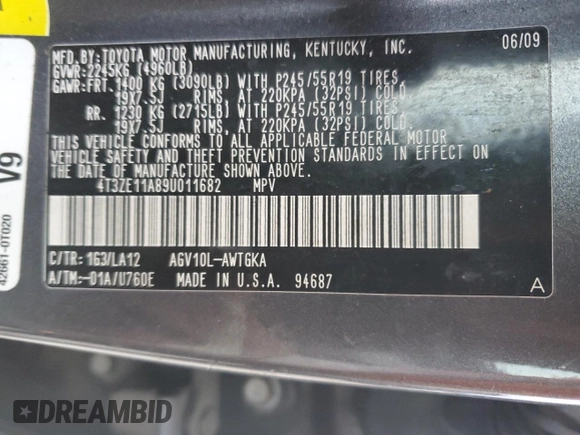 MFD.BY:TOYOTA MOTOR MANUFACTURING, KENTUCKY, INC. 06/09
GVWR:2245KG (4960LB)
GAWR:FRT.1400 KG (3090LB) WITH P245/55R19 TIRES,
19X7.5J RIMS, AT 220KPA (32PSI) COLD.
RR. 1230 KG (2715LB) WITH P245/55R19 TIRES,
19X7.5J RIMS, AT 220KPA (32PSI) COLD.
THIS VEHICLE CONFORMS TO ALL APPLICABLE FEDERAL MOTOR
VEHICLE SAFETY AND THEFT PREVENTION STANDARDS IN EFFECT ON
THE DATE OF MANUFACTURE SHOWN ABOVE.
4T3ZE11A89U011682 MPV
C/TR:1G3/LA12 AGV10L-AWTGKA
A/TM:-01A/U760E MADE IN U.S.A. 94687 A
V9
42661-0T020
DREAMBID